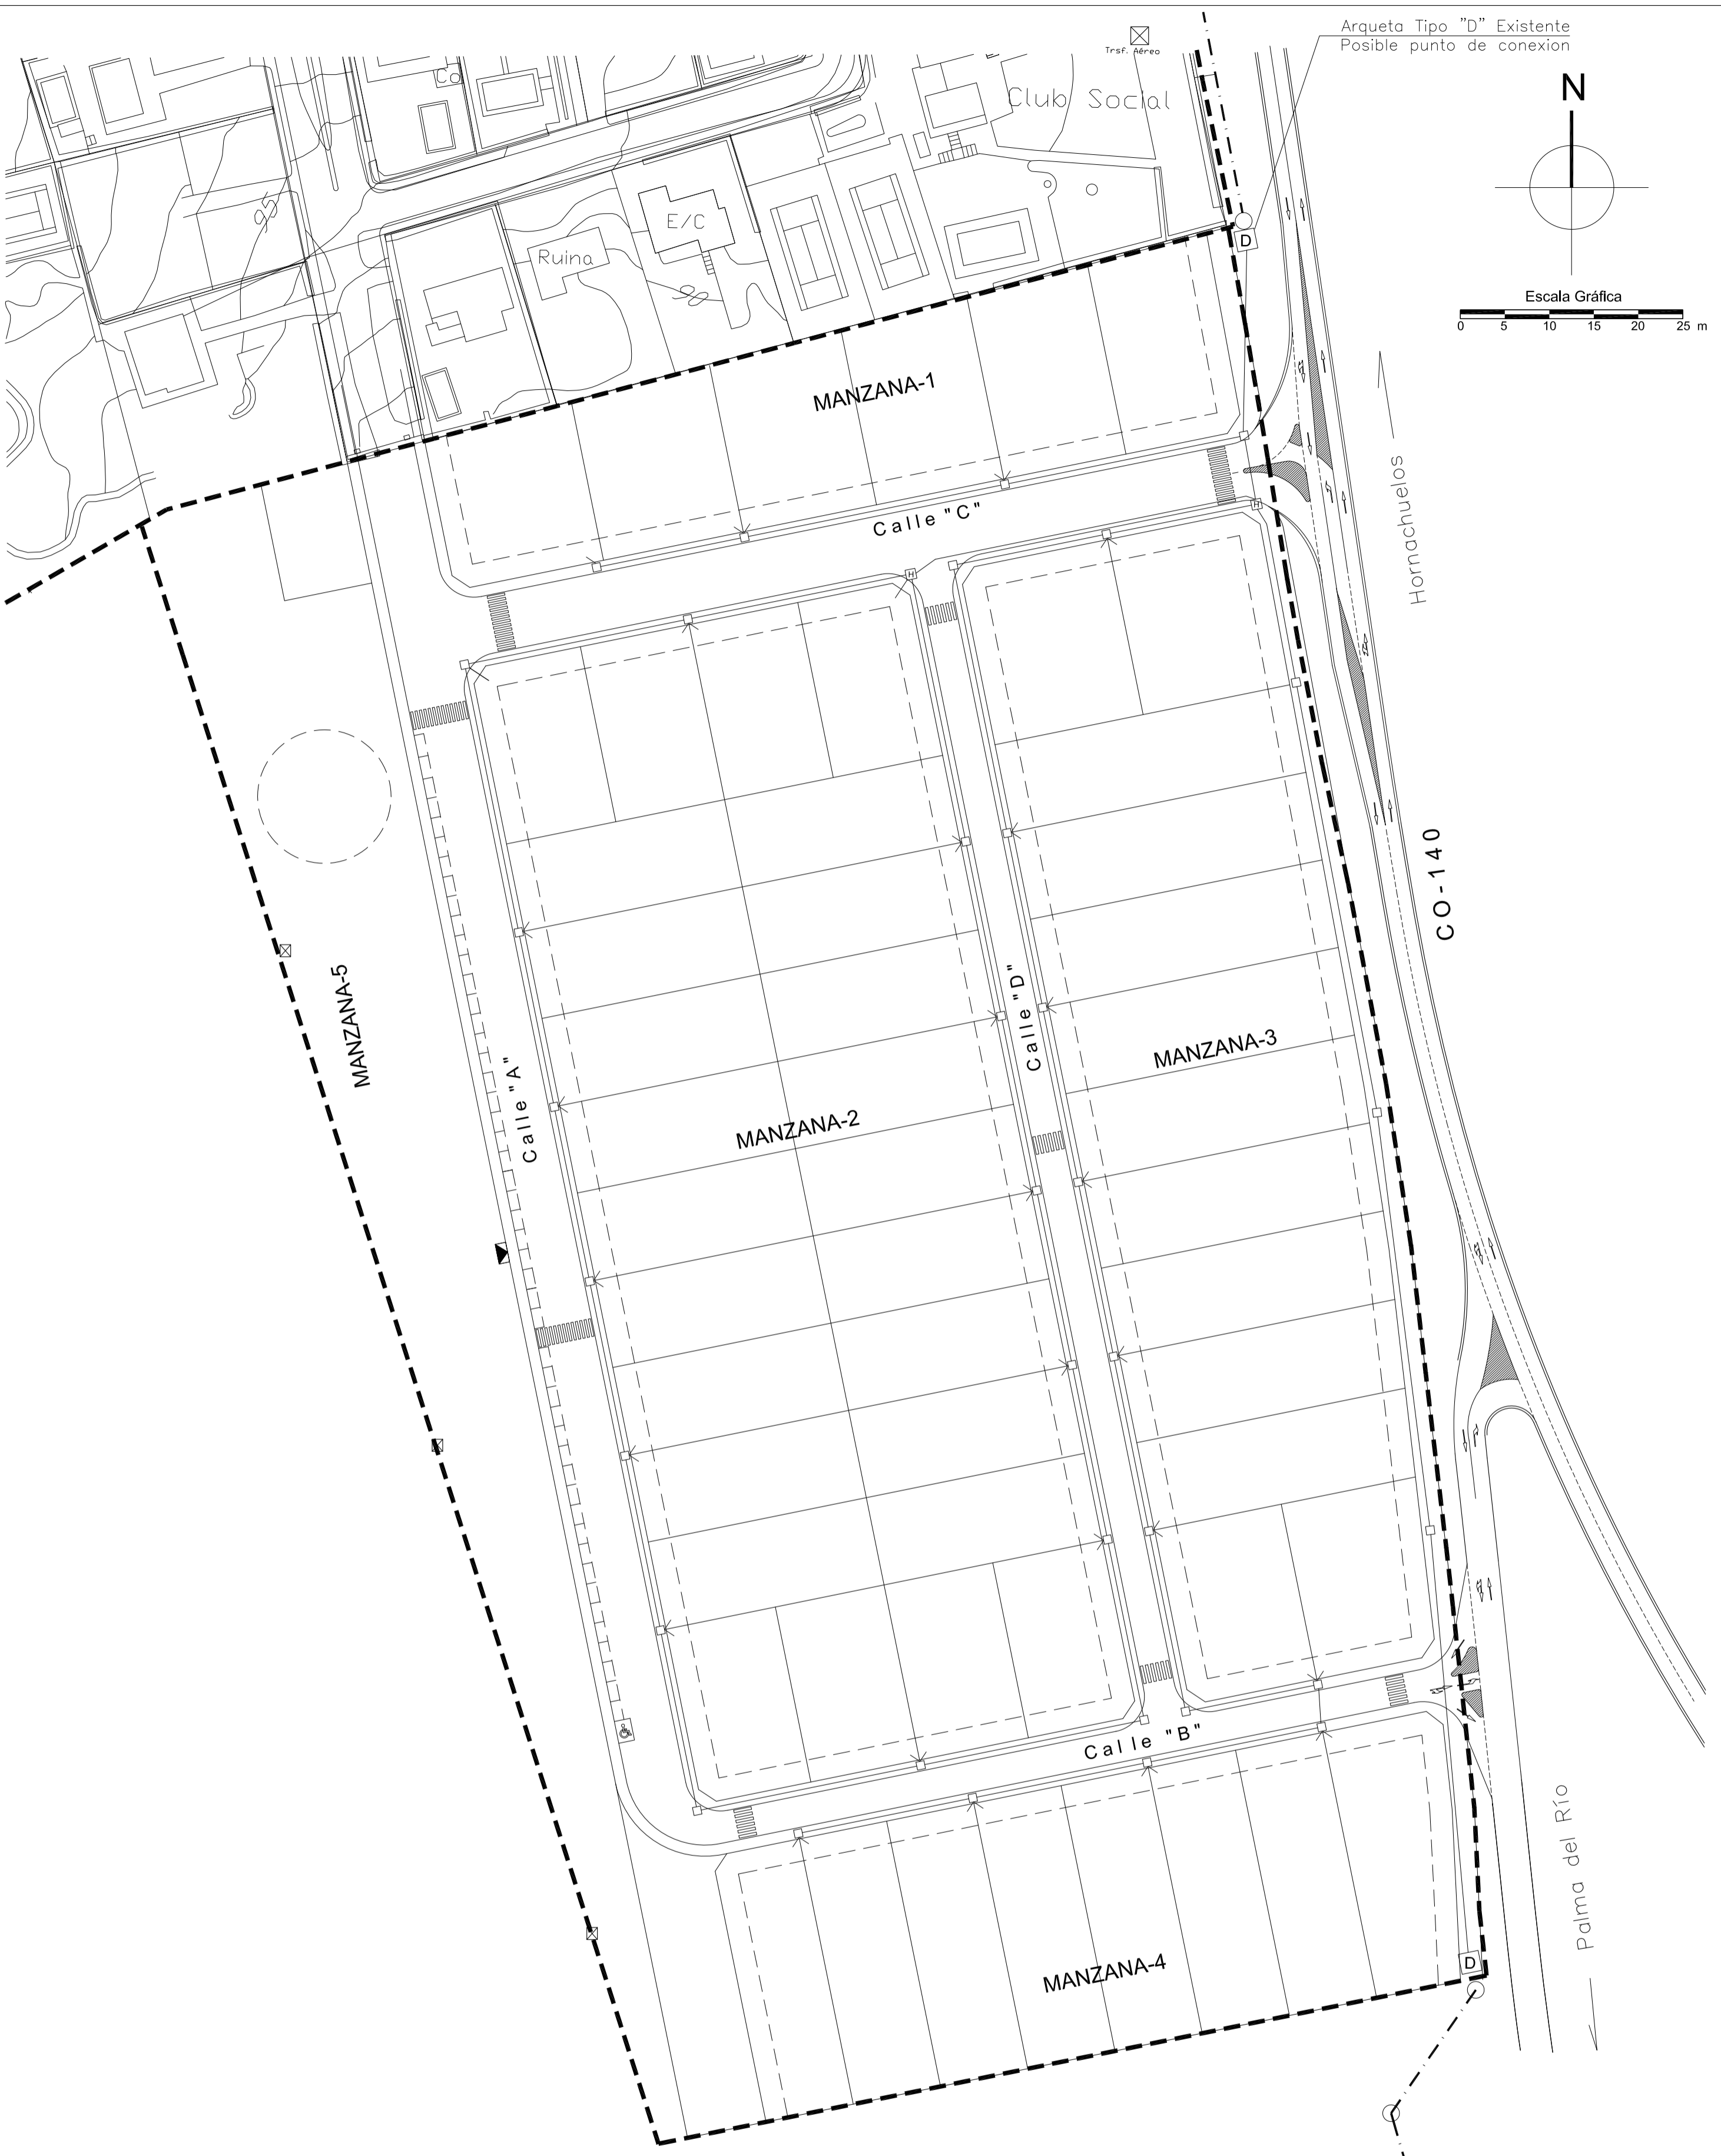 Arqueta Tipo "D" Existente
Posible punto de conexion
Trsf. Aéreo
N
Co
Club Social
E/C
Ruina
D
Escala Gráfica
0 5 10 15 20 25 m
MANZANA-1
Hornachuelos
Calle "C"
H
H
CO-140
MANZANA-5
Calle "A"
Calle "D"
MANZANA-3
MANZANA-2
Calle "B"
Palma del Río
MANZANA-4
D